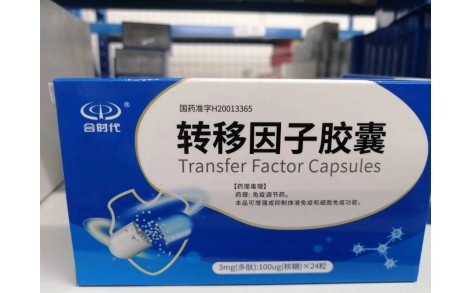 合时代
国药准字H20013365
转移因子胶囊
Transfer Factor Capsules
【药理毒理】
药理: 免疫调节药。
本品可增强或抑制体液免疫和细胞免疫功能。
3mg(多肽):100ug(核糖)×24粒